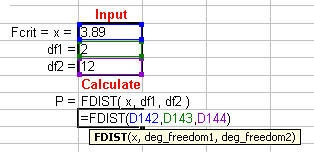 Input
Fcrit = x = 3.89
df1 = 2
df2 = 12
Calculate
P = FDIST( x, df1, df2 )
=FDIST(D142,D143,D144)
FDIST(x, deg_freedom1, deg_freedom2)